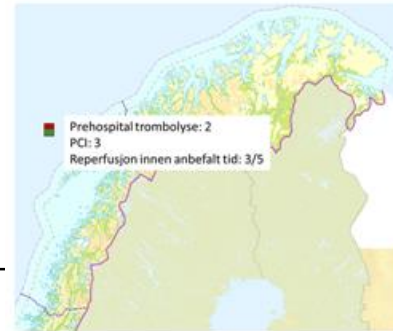 Prehospital trombolyse: 2
PCI: 3
Reperfusjon innen anbefalt tid: 3/5